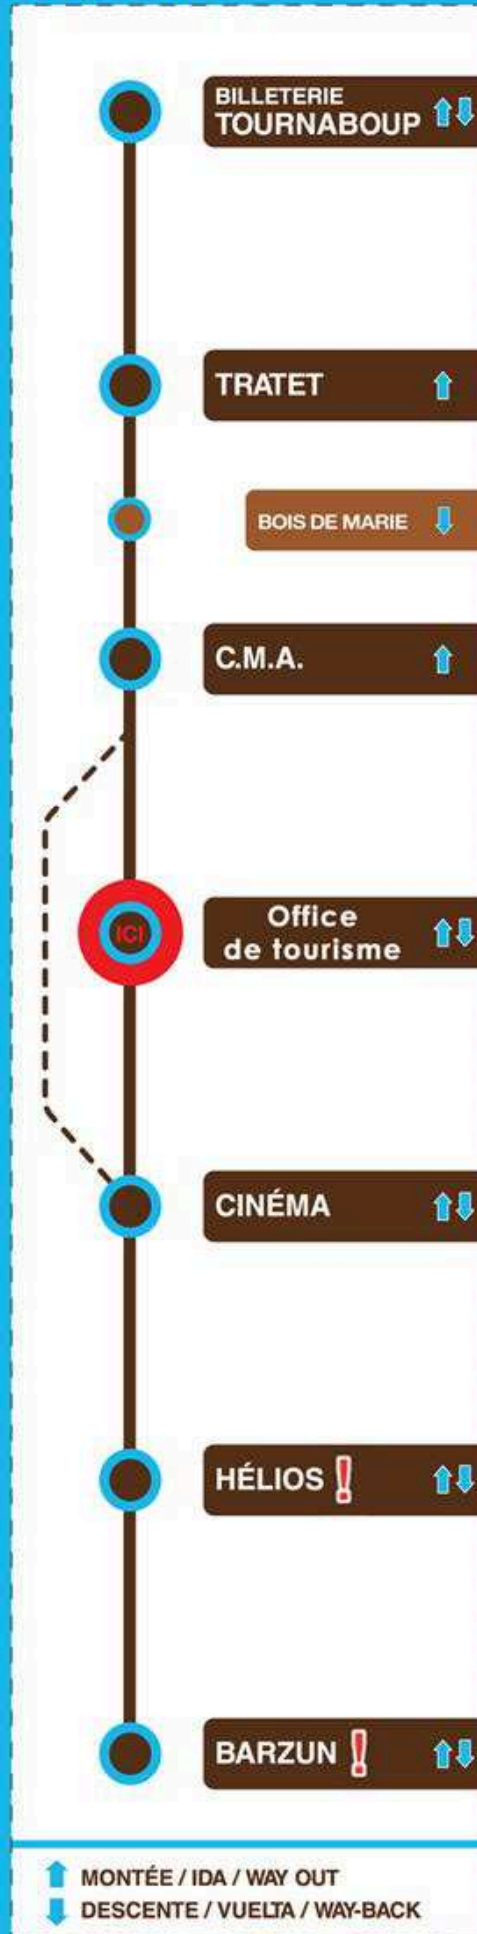 BILLETERIE
TOURNABOUP
TRATET
BOIS DE MARIE
C.M.A.
ICI
Office
de tourisme
CINÉMA
HÉLIOS !
BARZUN !
MONTÉE / IDA / WAY OUT
DESCENTE / VUELTA / WAY-BACK